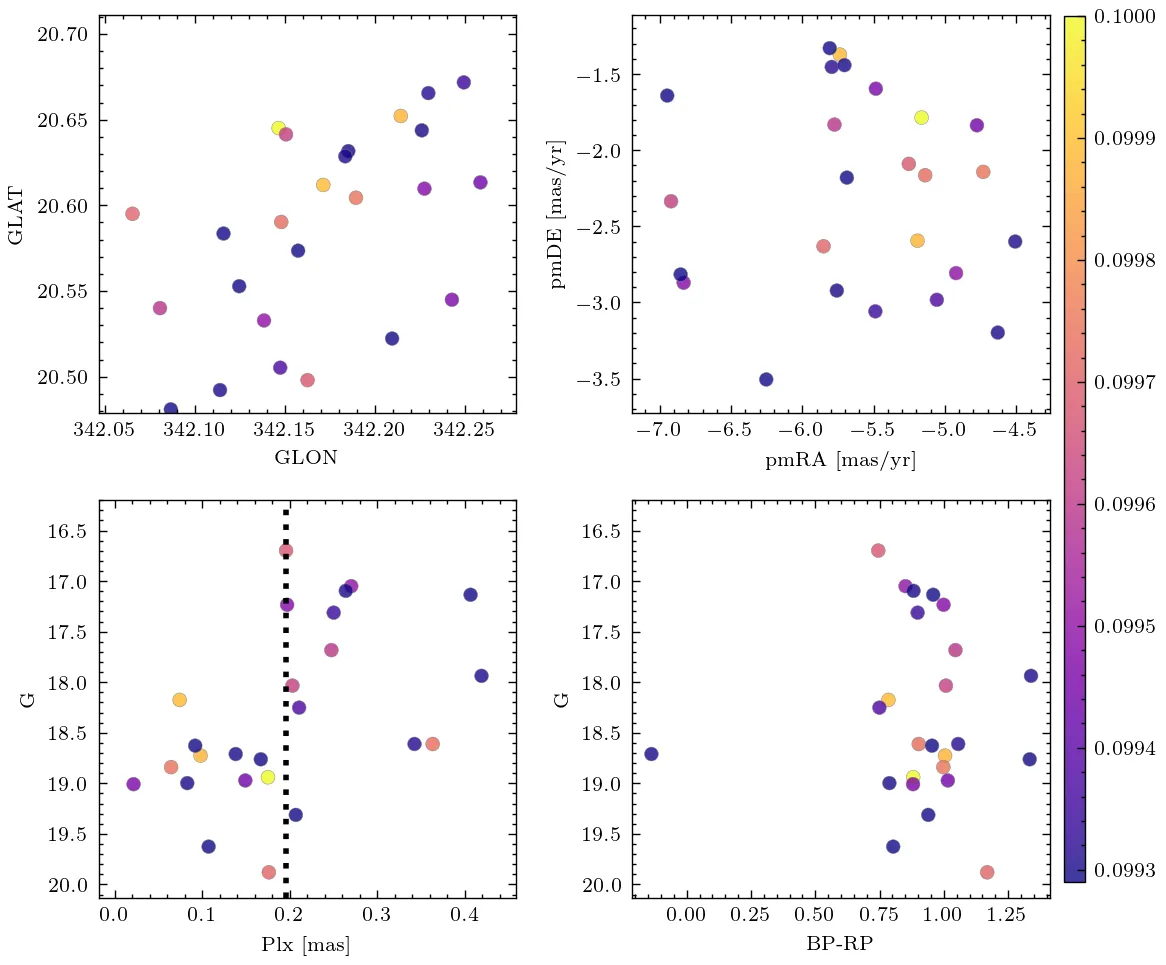 20.70
20.65
20.60
20.55
20.50
GLAT
342.05 342.10 342.15 342.20 342.25
GLON
−1.5
−2.0
−2.5
−3.0
−3.5
pmDE [mas/yr]
−7.0 −6.5 −6.0 −5.5 −5.0 −4.5
pmRA [mas/yr]
16.5
17.0
17.5
18.0
18.5
19.0
19.5
20.0
G
0.0 0.1 0.2 0.3 0.4
Plx [mas]
16.5
17.0
17.5
18.0
18.5
19.0
19.5
20.0
G
0.00 0.25 0.50 0.75 1.00 1.25
BP-RP
0.1000
0.0999
0.0998
0.0997
0.0996
0.0995
0.0994
0.0993